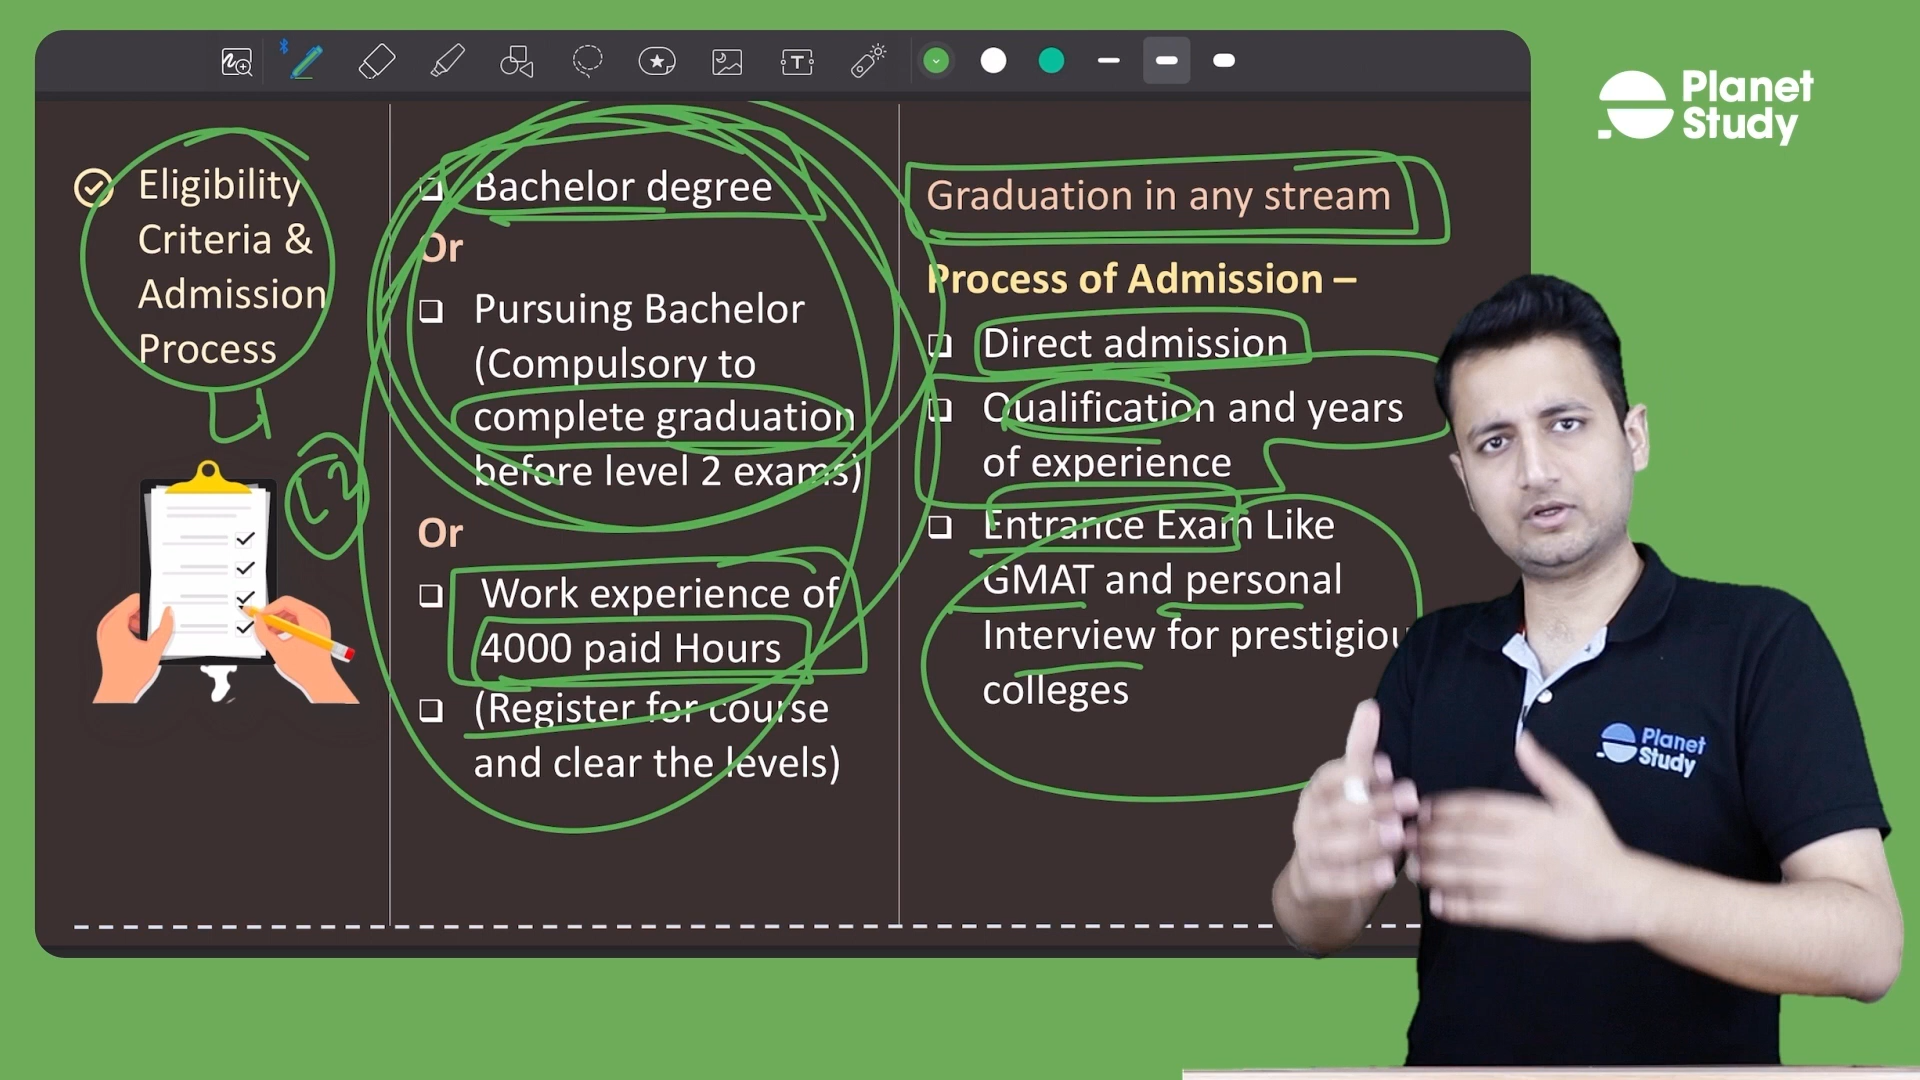 Planet
Study
Eligibility
Criteria &
Admission
Process
Bachelor degree
Or
Pursuing Bachelor
(Compulsory to
complete graduation
before level 2 exams)
L2
Or
Work experience of
4000 paid Hours
(Register for course
and clear the levels)
Graduation in any stream
Process of Admission –
Direct admission
Qualification and years
of experience
Entrance Exam Like
GMAT and personal
Interview for prestigiou
colleges
T
Planet
Study